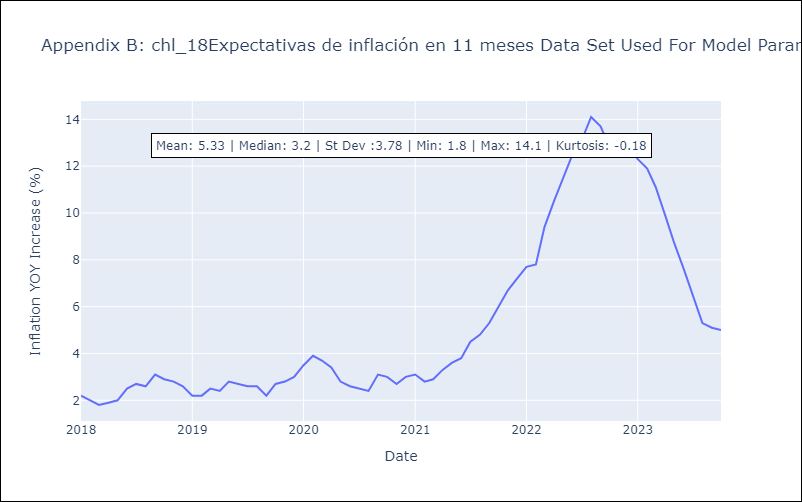 Appendix B: chl_18Expectativas de inflación en 11 meses Data Set Used For Model
Mean: 5.33 | Median: 3.2 | St Dev :3.78 | Min: 1.8 | Max: 14.1 | Kurtosis: -0.18
14
12
10
8
6
4
2
Inflation YOY Increase (%)
2018 2019 2020 2021 2022 2023
Date